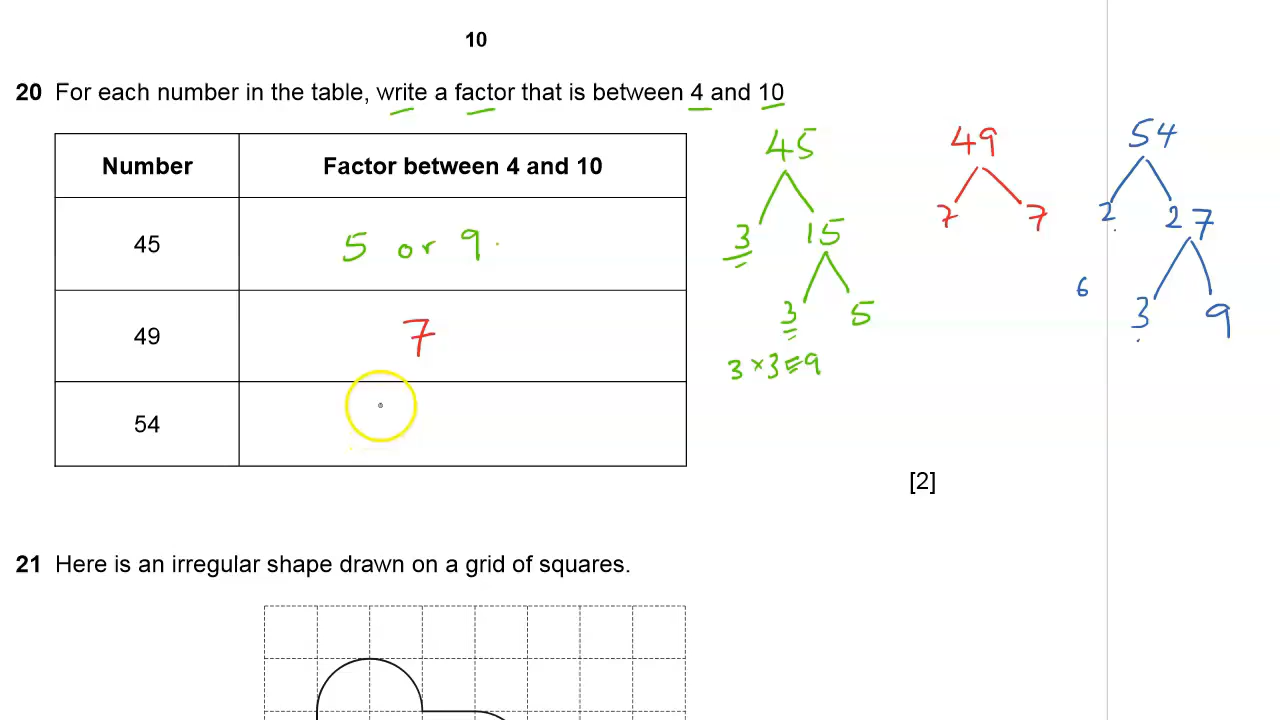 10
20 For each number in the table, write a factor that is between 4 and 10
Number Factor between 4 and 10
45 5 or 9.
49 7
54
[2]
45
3 15
3 5
3 × 3 = 9
49
7 7
54
2 27
6 3 9
21 Here is an irregular shape drawn on a grid of squares.